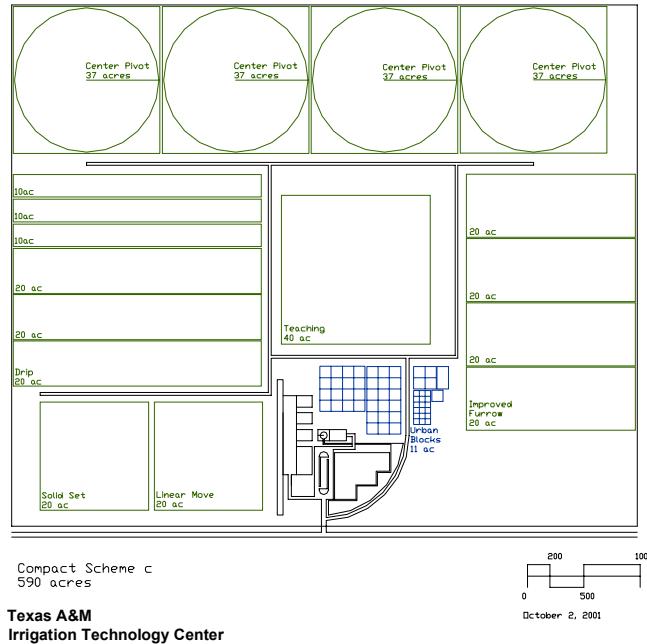 Center Pivot
37 acres
Center Pivot
37 acres
Center Pivot
37 acres
Center Pivot
37 acres
10ac
10ac
10ac
20 ac
20 ac
Drip
20 ac
Teaching
40 ac
20 ac
20 ac
20 ac
Improved
Furrow
20 ac
Urban
Blocks
11 ac
Solid Set
20 ac
Linear Move
20 ac
Compact Scheme c
590 acres
200
100
0
500
October 2, 2001
Texas A&M
Irrigation Technology Center